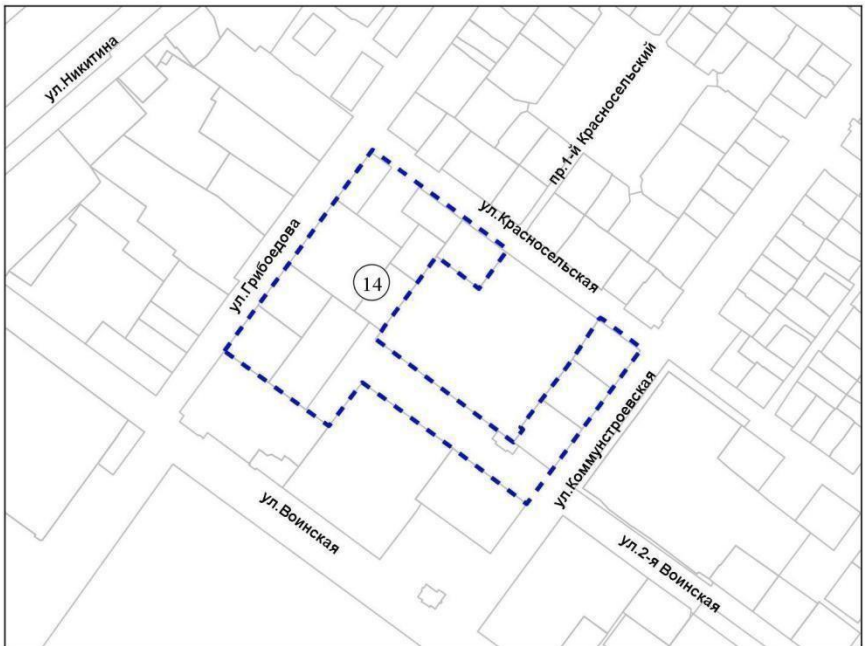 ул.Никитина
пр.1-й Красносельский
ул.Красносельская
ул.Грибоедова
14
ул.Коммунстроевская
ул.Воинская
ул.2-я Воинская